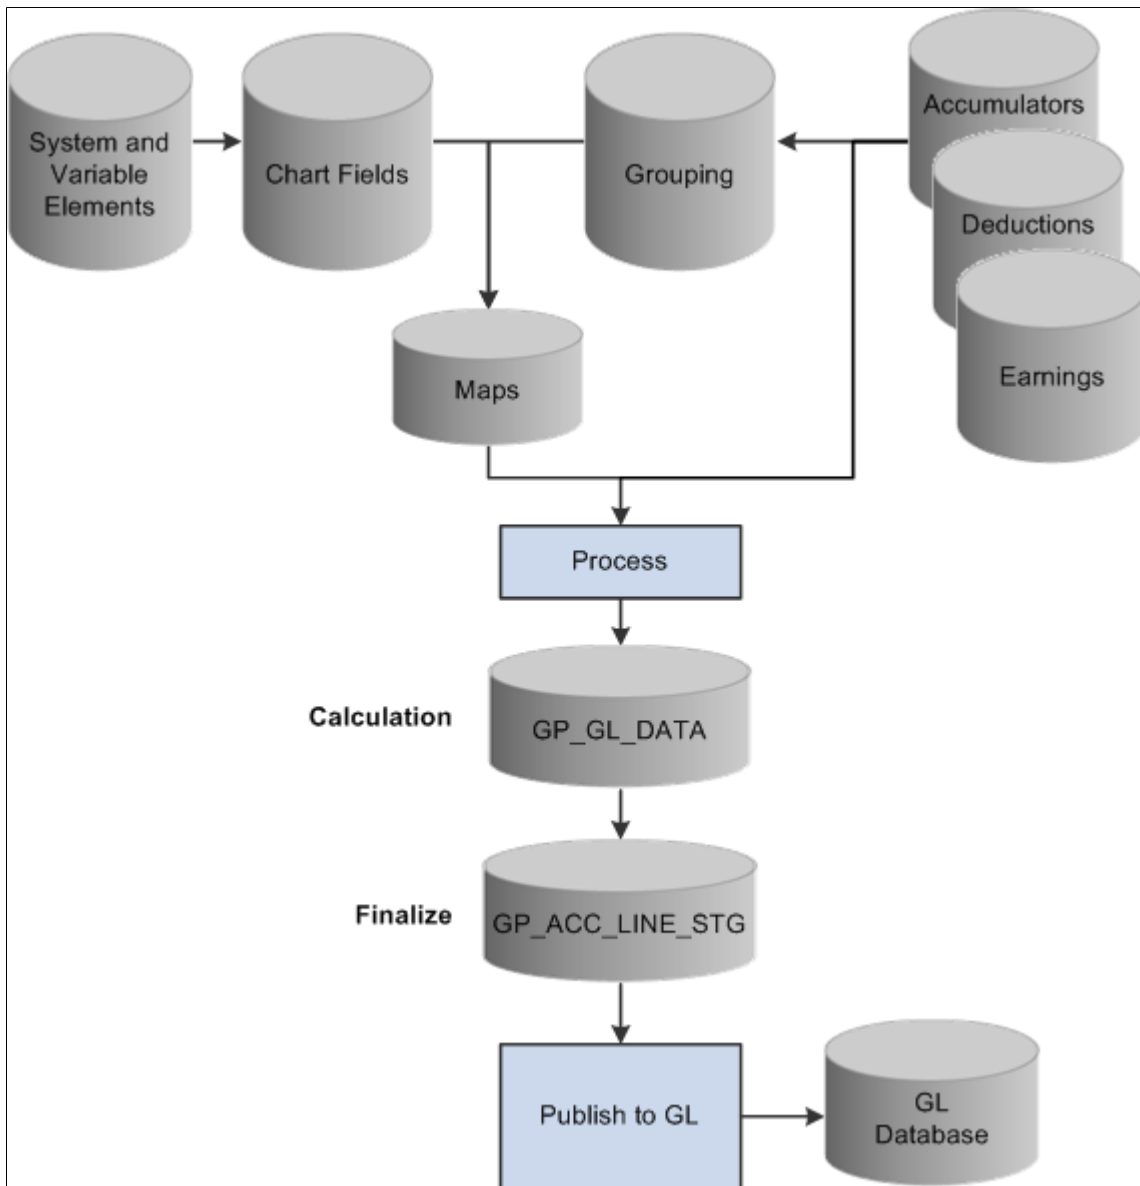 System and
Variable
Elements
Chart Fields
Grouping
Accumulators
Deductions
Earnings
Maps
Process
Calculation
GP_GL_DATA
Finalize
GP_ACC_LINE_STG
Publish to GL
GL
Database